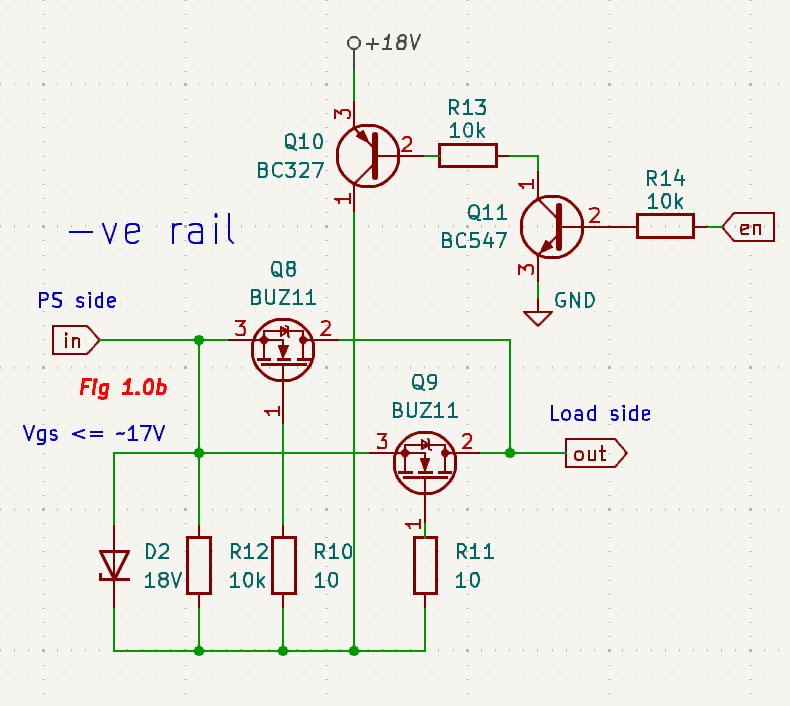 +18V
3
R13
10k
Q10
BC327
2
1
R14
10k
1
Q11
BC547
2
en
-ve rail
3
GND
Q8
BUZ11
PS side
in
3
2
Fig 1.0b
Q9
BUZ11
1
Load side
Vgs <= ~17V
3
2
out
1
D2
18V
R12
10k
R10
10
R11
10